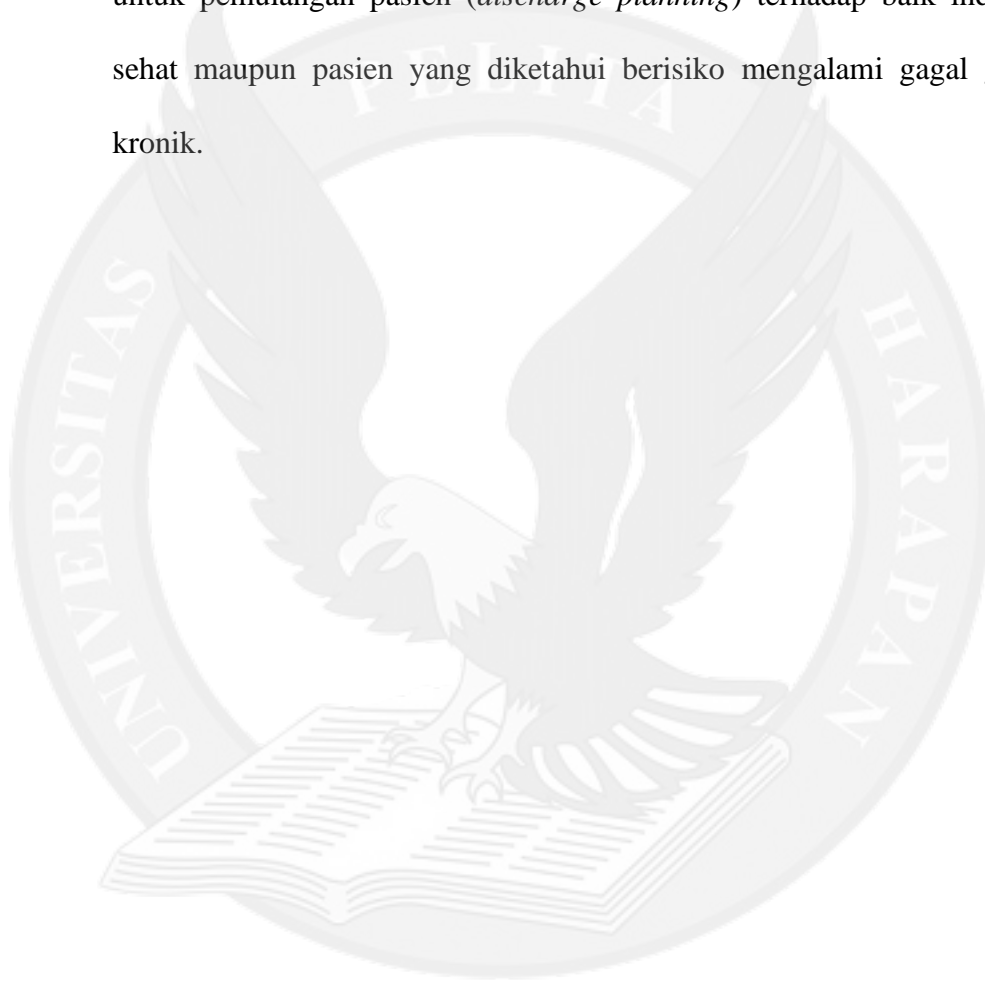 untuk pemulangan pasien (discharge planning) terhadap baik
sehat maupun pasien yang diketahui berisiko mengalami gagal
kronik.
UNIVERSITAS PELITA HARAPAN